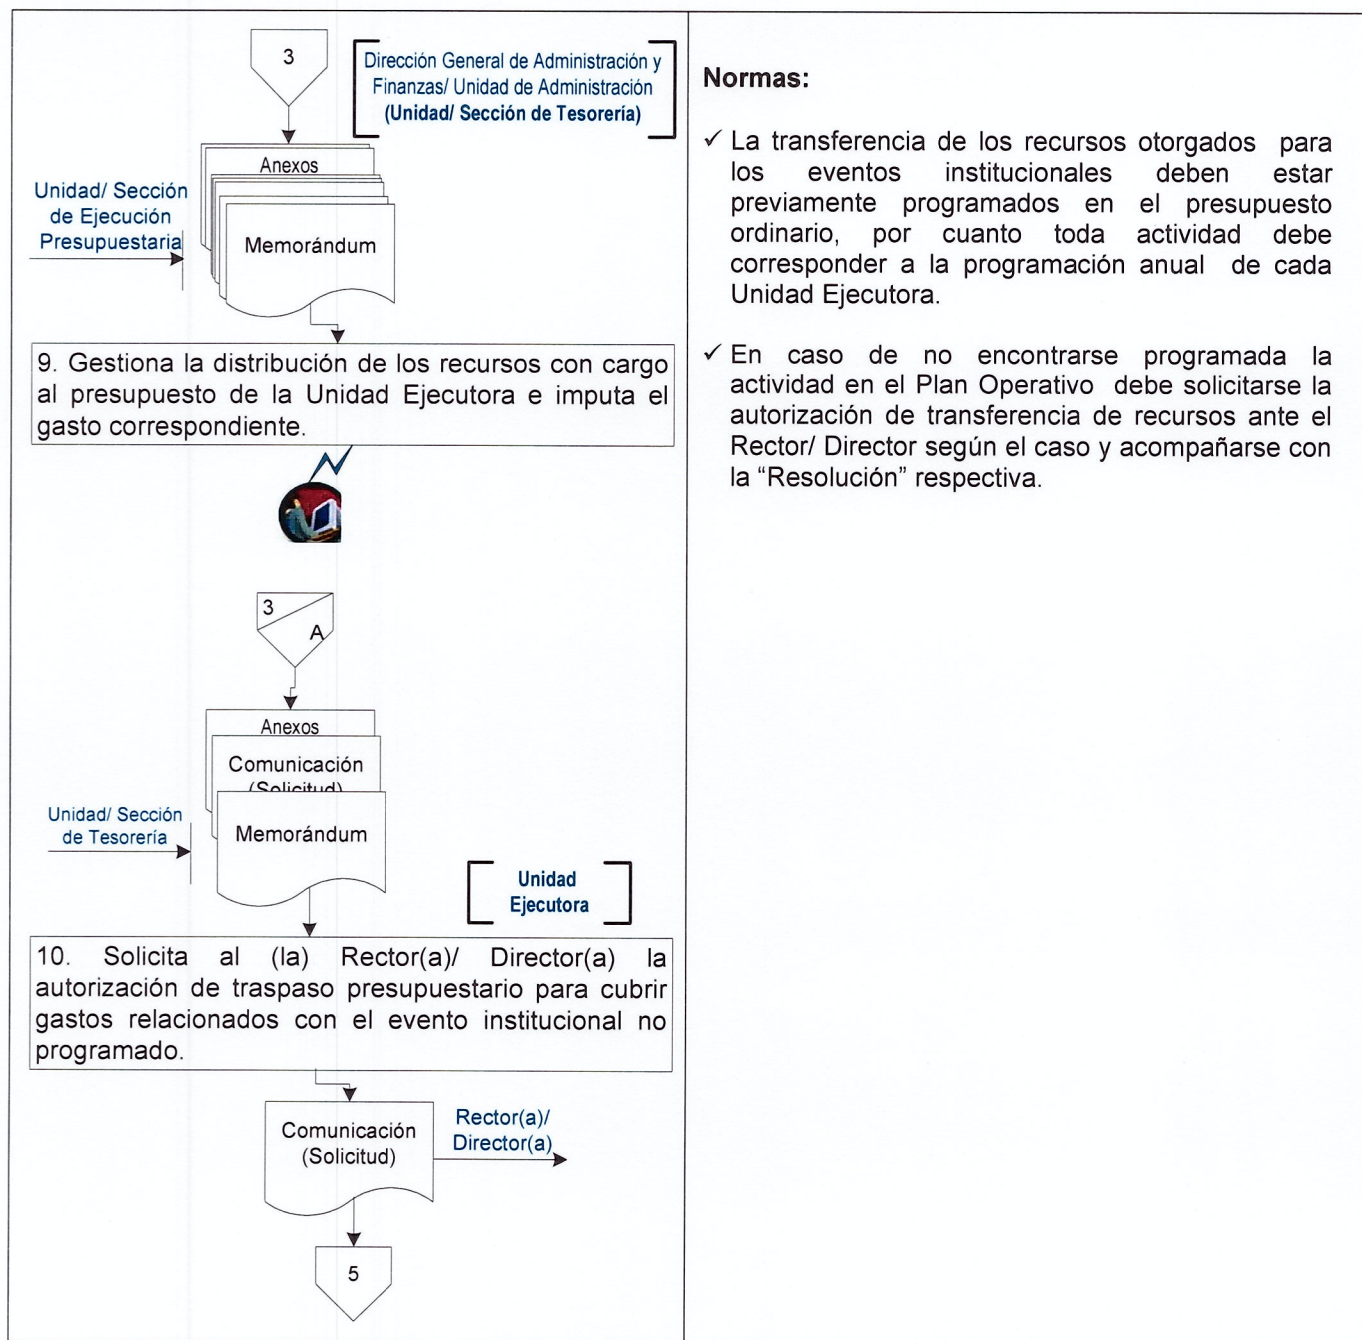 3
Dirección General de Administración y
Finanzas/ Unidad de Administración
(Unidad/ Sección de Tesorería)
Anexos
Unidad/ Sección
de Ejecución
Presupuestaria
Memorándum
9. Gestiona la distribución de los recursos con cargo
al presupuesto de la Unidad Ejecutora e imputa el
gasto correspondiente.
3
A
Anexos
Comunicación
(Solicitud)
Unidad/ Sección
de Tesorería
Memorándum
Unidad
Ejecutora
10. Solicita al (la) Rector(a)/ Director(a) la
autorización de traspaso presupuestario para cubrir
gastos relacionados con el evento institucional no
programado.
Comunicación
(Solicitud)
Rector(a)/
Director(a)
5
Normas:
✓ La transferencia de los recursos otorgados para
los eventos institucionales deben estar
previamente programados en el presupuesto
ordinario, por cuanto toda actividad debe
corresponder a la programación anual de cada
Unidad Ejecutora.
✓ En caso de no encontrarse programada la
actividad en el Plan Operativo debe solicitarse la
autorización de transferencia de recursos ante el
Rector/ Director según el caso y acompañarse con
la “Resolución” respectiva.